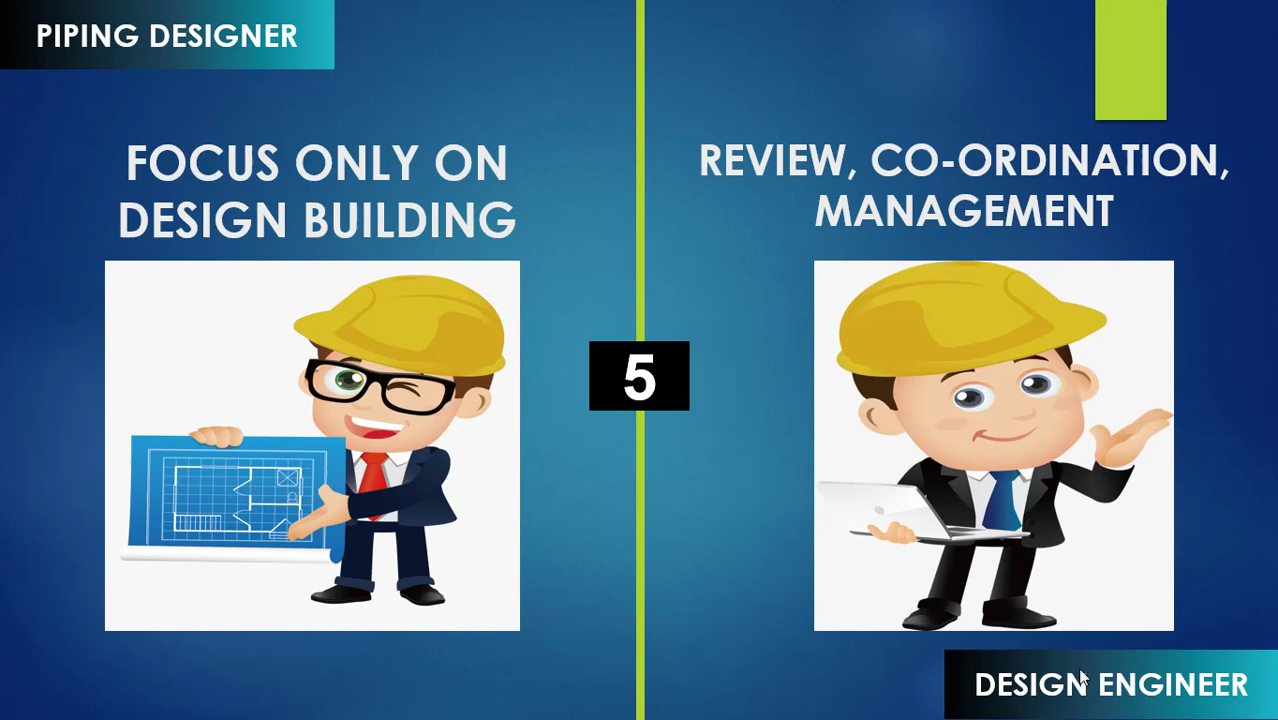 PIPING DESIGNER
FOCUS ONLY ON
DESIGN BUILDING
REVIEW, CO-ORDINATION,
MANAGEMENT
5
DESIGN ENGINEER